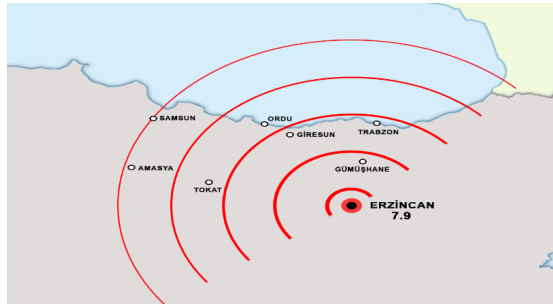 SAMSUN
ORDU
GİRESUN
TRABZON
AMASYA
TOKAT
GÜMÜŞHANE
ERZİNCAN
7.9